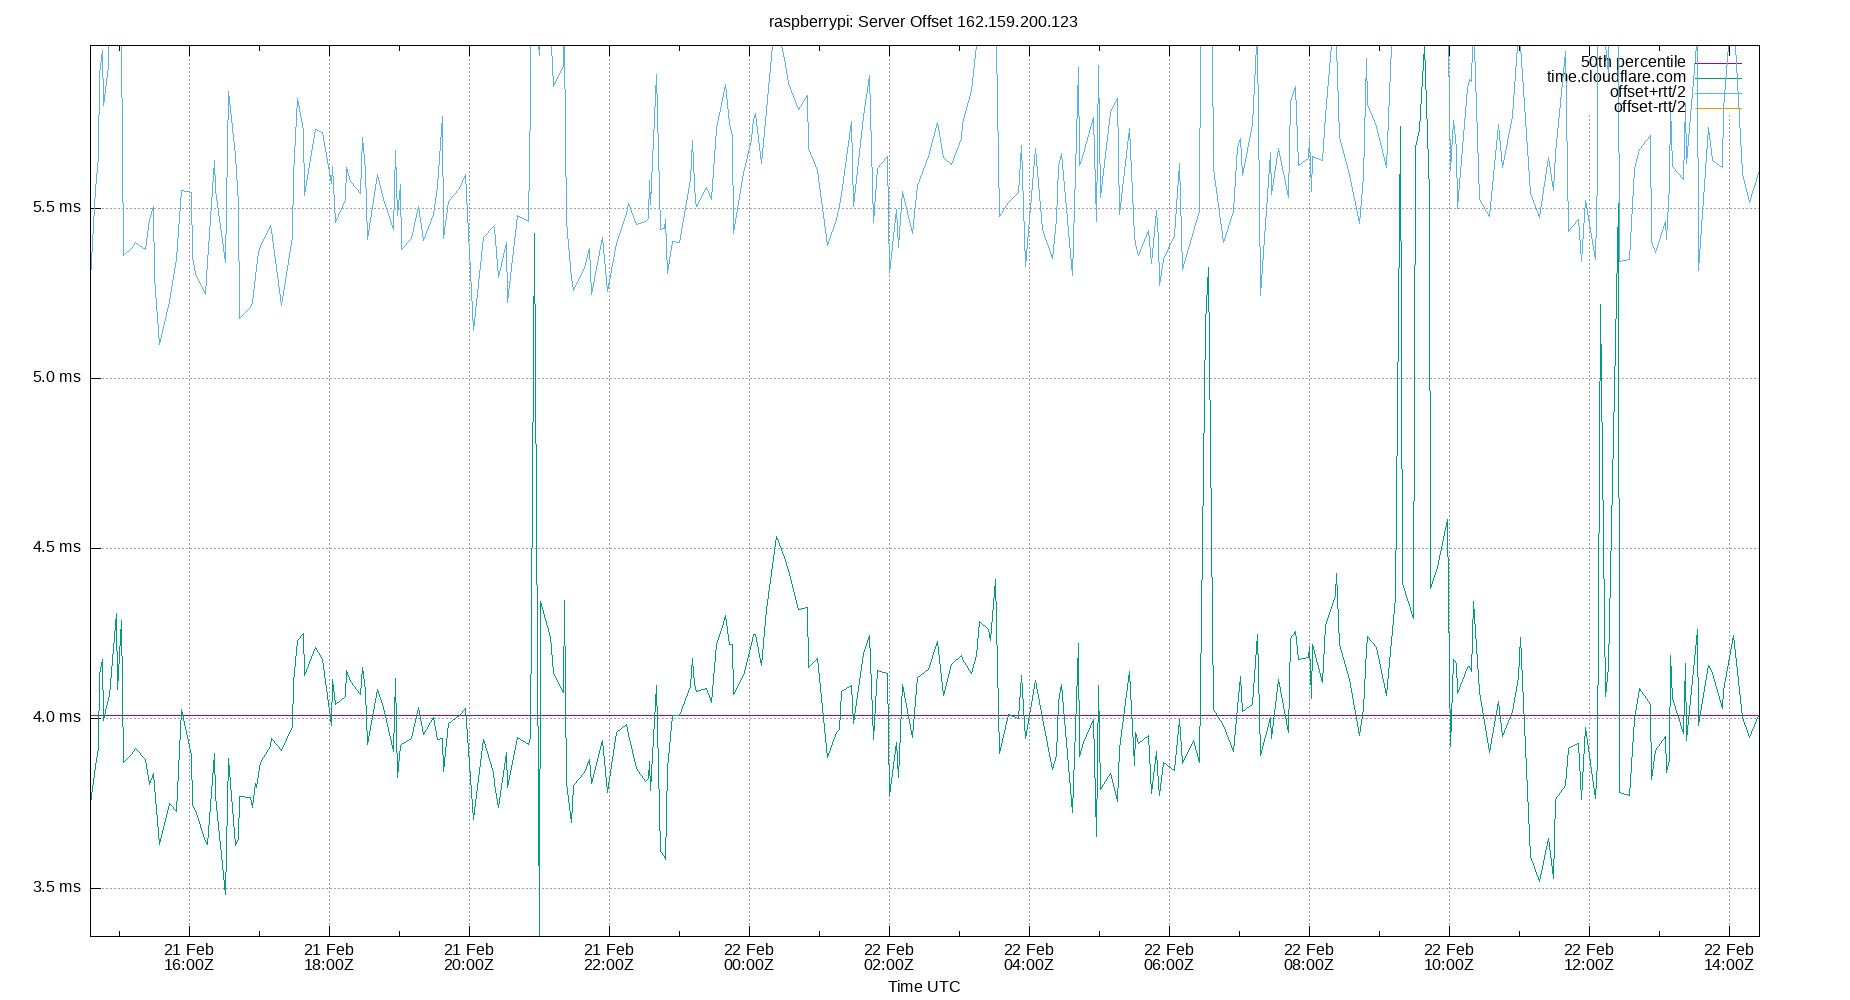 raspberrypi: Server Offset 162.159.200.123
50th percentile
time.cloudflare.com
offset+rtt/2
offset-rtt/2
5.5 ms
5.0 ms
4.5 ms
4.0 ms
3.5 ms
21 Feb 21 Feb 21 Feb 21 Feb 22 Feb 22 Feb 22 Feb 22 Feb 22 Feb 22 Feb 22 Feb 22 Feb
16:00Z 18:00Z 20:00Z 22:00Z 00:00Z 02:00Z 04:00Z 06:00Z 08:00Z 10:00Z 12:00Z 14:00Z
Time UTC